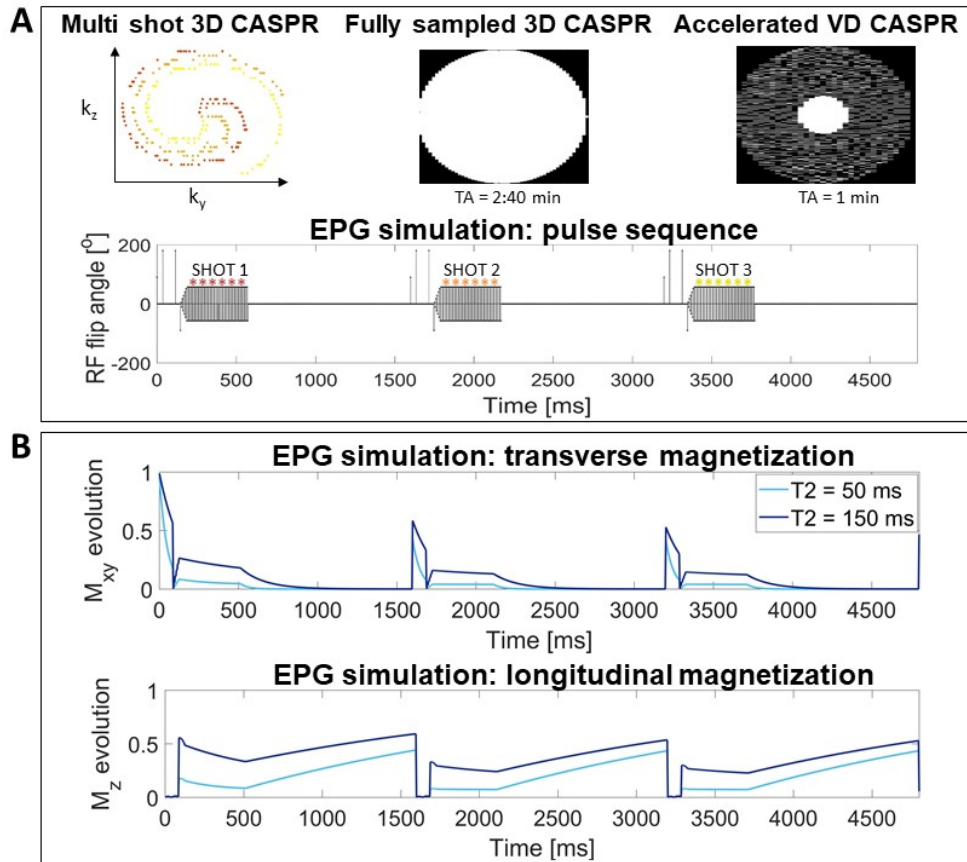 A
Multi shot 3D CASPR Fully sampled 3D CASPR Accelerated VD CASPR
kz
ky
TA = 2:40 min
TA = 1 min
EPG simulation: pulse sequence
RF flip angle [°]
200
0
-200
SHOT 1 SHOT 2 SHOT 3
******
******
******
0 500 1000 1500 2000 2500 3000 3500 4000 4500
Time [ms]
B
EPG simulation: transverse magnetization
Mxy evolution
1
0.5
0
T2 = 50 ms
T2 = 150 ms
0 500 1000 1500 2000 2500 3000 3500 4000 4500
Time [ms]
EPG simulation: longitudinal magnetization
Mz evolution
1
0.5
0
0 500 1000 1500 2000 2500 3000 3500 4000 4500
Time [ms]